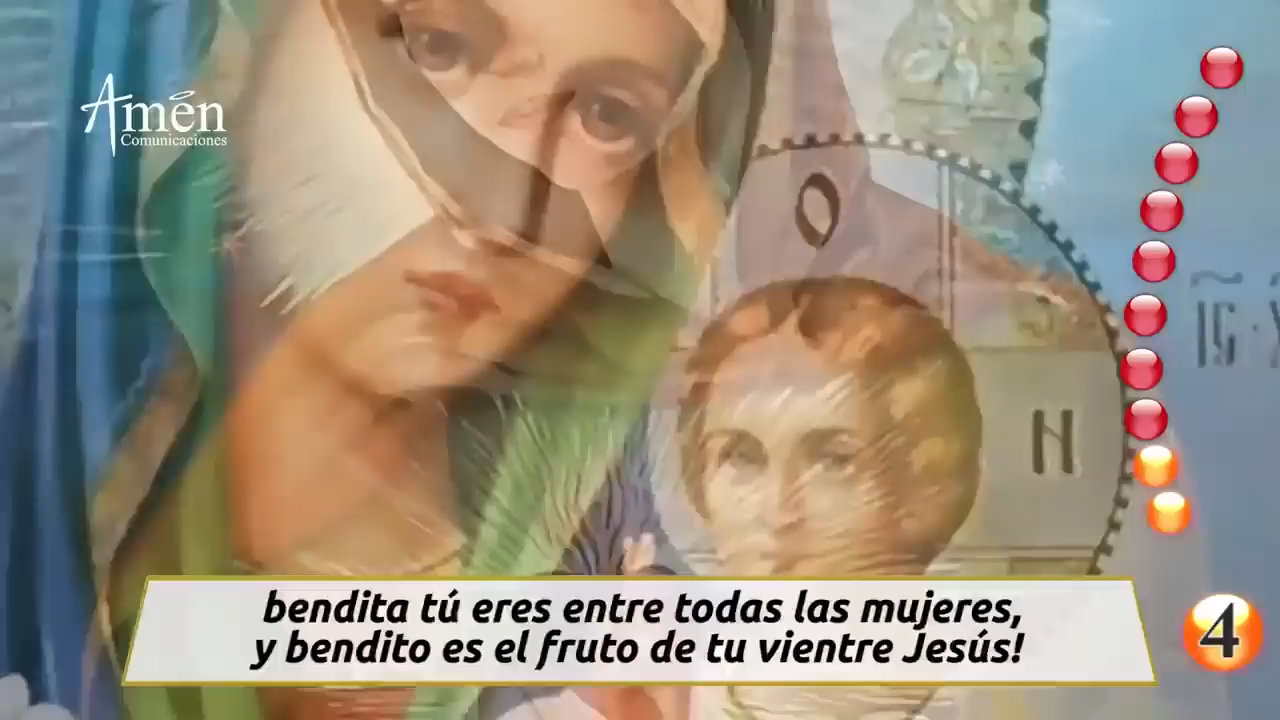 Amén
Comunicaciones
O
H
bendita tú eres entre todas las mujeres,
y bendito es el fruto de tu vientre Jesús!
4